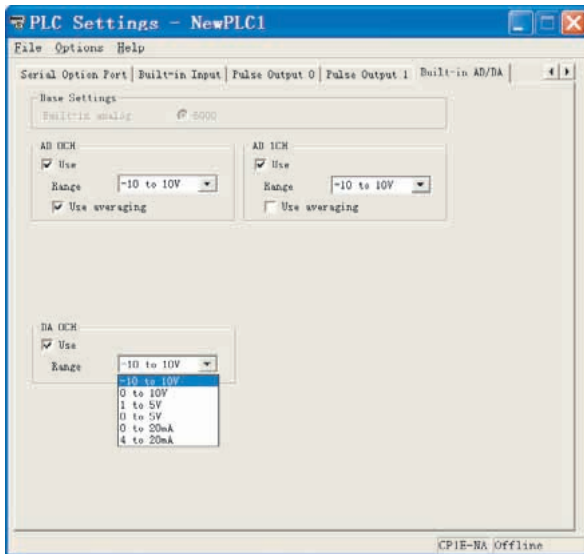 PLC Settings - NewPLC1
File Options Help
Serial Option Port Built-in Input Pulse Output 0 Pulse Output 1 Built-in AD/DA
Base Settings
Built-in analog 6000
AD 0CH
Use
Range -10 to 10V
Use averaging
AD 1CH
Use
Range -10 to 10V
Use averaging
DA 0CH
Use
Range -10 to 10V
-10 to 10V
0 to 10V
1 to 5V
0 to 5V
0 to 20mA
4 to 20mA
CP1E-NA Offline